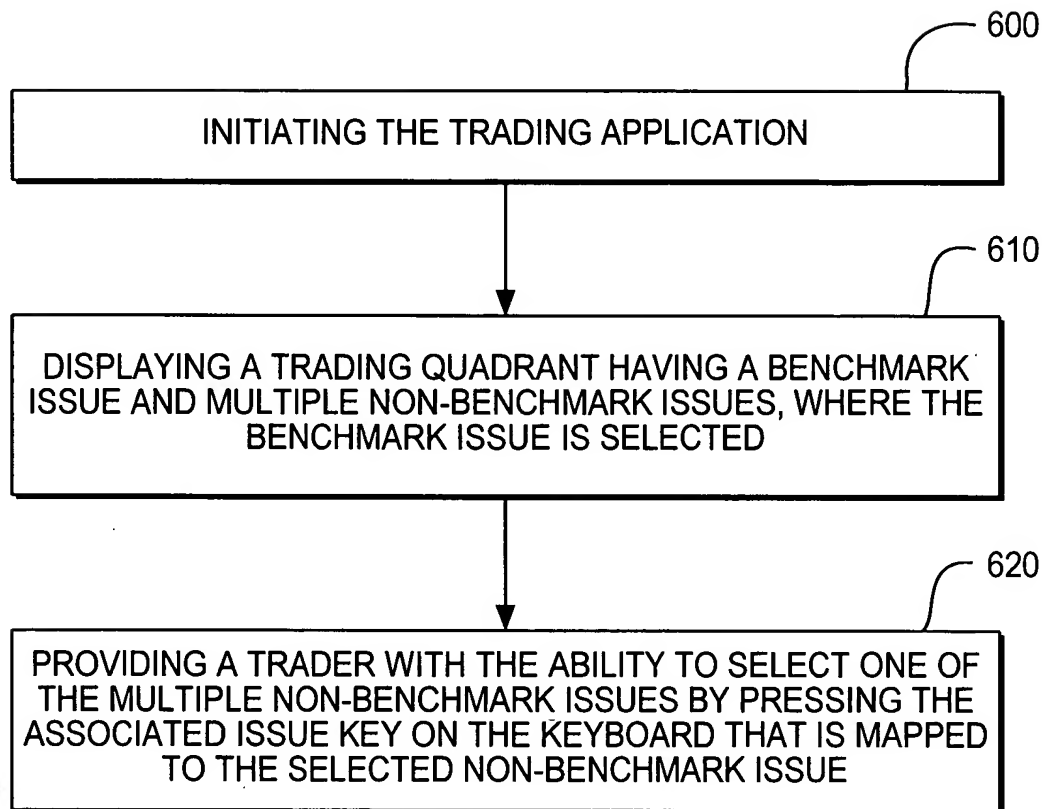 600
INITIATING THE TRADING APPLICATION
610
DISPLAYING A TRADING QUADRANT HAVING A BENCHMARK
ISSUE AND MULTIPLE NON-BENCHMARK ISSUES, WHERE THE
BENCHMARK ISSUE IS SELECTED
620
PROVIDING A TRADER WITH THE ABILITY TO SELECT ONE OF
THE MULTIPLE NON-BENCHMARK ISSUES BY PRESSING THE
ASSOCIATED ISSUE KEY ON THE KEYBOARD THAT IS MAPPED
TO THE SELECTED NON-BENCHMARK ISSUE